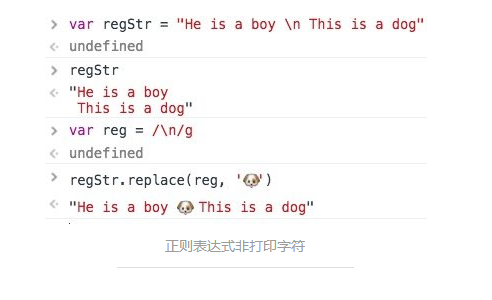 > var regStr = "He is a boy \n This is a dog"
< undefined
> regStr
< "He is a boy
 This is a dog"
> var reg = /\n/g
< undefined
> regStr.replace(reg, '🐶')
< "He is a boy 🐶 This is a dog"
正则表达式非打印字符